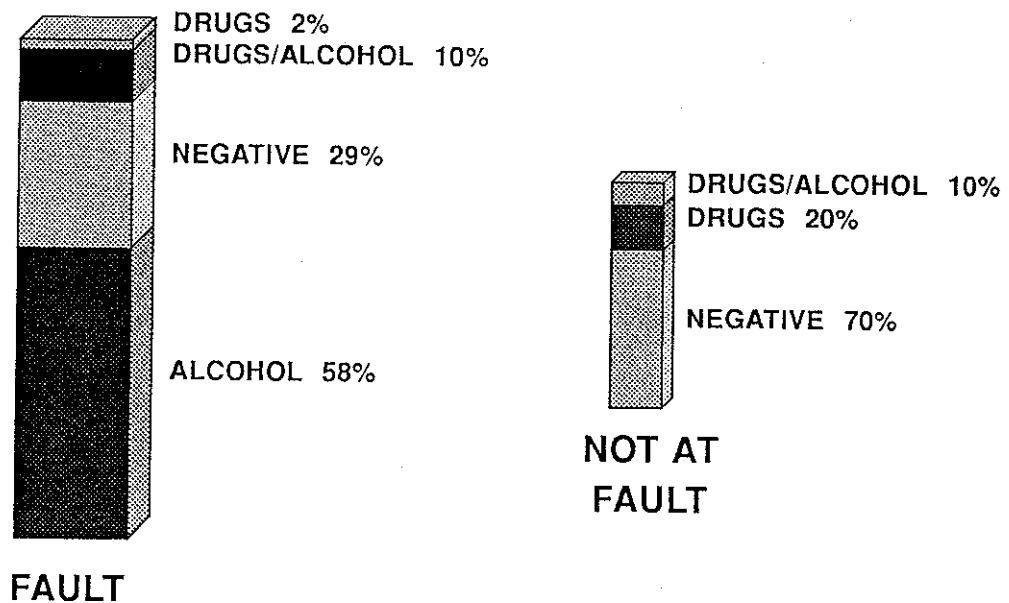 DRUGS 2%
DRUGS/ALCOHOL 10%
NEGATIVE 29%
ALCOHOL 58%
FAULT
DRUGS/ALCOHOL 10%
DRUGS 20%
NEGATIVE 70%
NOT AT
FAULT